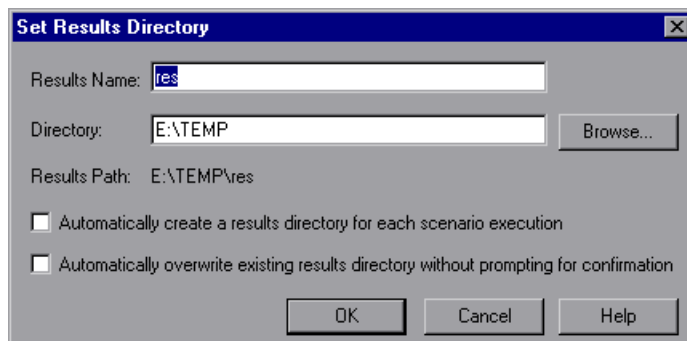 Set Results Directory
Results Name: res
Directory: E:\TEMP Browse...
Results Path: E:\TEMP\res
Automatically create a results directory for each scenario execution
Automatically overwrite existing results directory without prompting for confirmation
OK Cancel Help